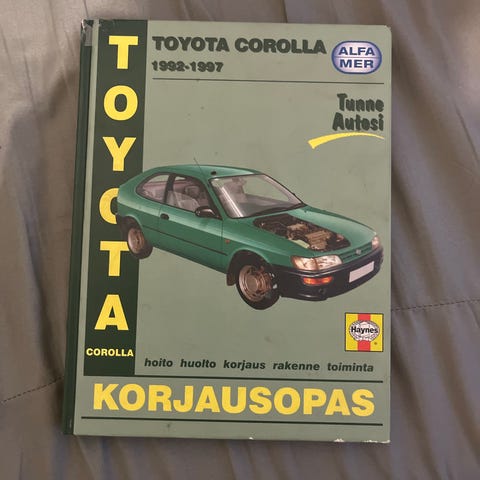 TOYOTA
COROLLA
TOYOTA COROLLA
1992-1997
ALFA
MER
Tunne
Autosi
Haynes
hoito huolto korjaus rakenne toiminta
KORJAUSOPAS